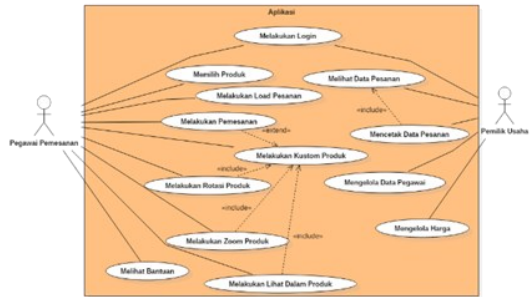 Aplikasi
Melakukan Login
Memilih Produk
Melihat Data Pesanan
Melakukan Load Pesanan
Melakukan Pemesanan
«include»
«extend»
Mencetak Data Pesanan
Pegawai Pemesanan
Pemilik Usaha
Melakukan Kustom Produk
«include»
Melakukan Rotasi Produk
Mengelola Data Pegawai
«include»
Mengelola Harga
«include»
Melakukan Zoom Produk
Melihat Bantuan
Melakukan Lihat Dalam Produk